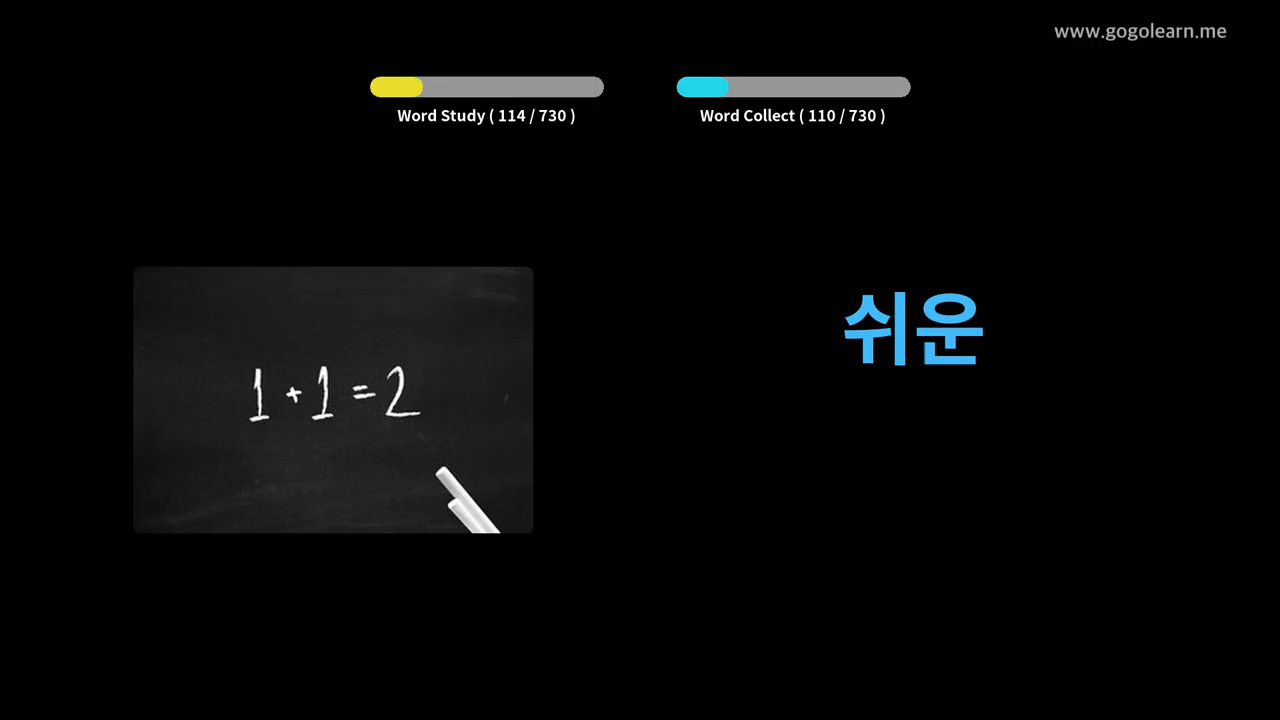 www.gogolearn.me
Word Study ( 114 / 730 )
Word Collect ( 110 / 730 )
쉬운
1 + 1 = 2